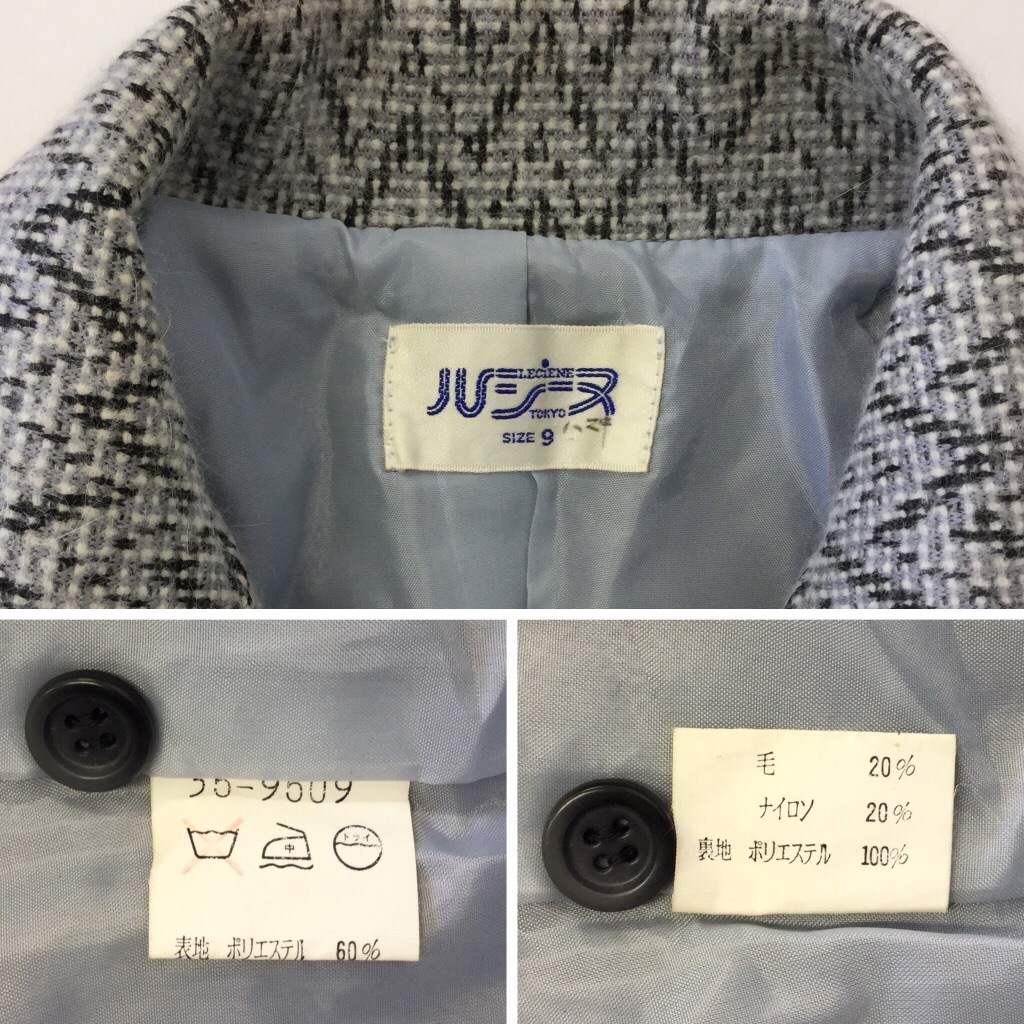 LECIENE
ルシーヌ
TOKYO
SIZE 9
35-9509
中
ドライ
表地 ポリエステル 60%
毛 20%
ナイロン 20%
裏地 ポリエステル 100%